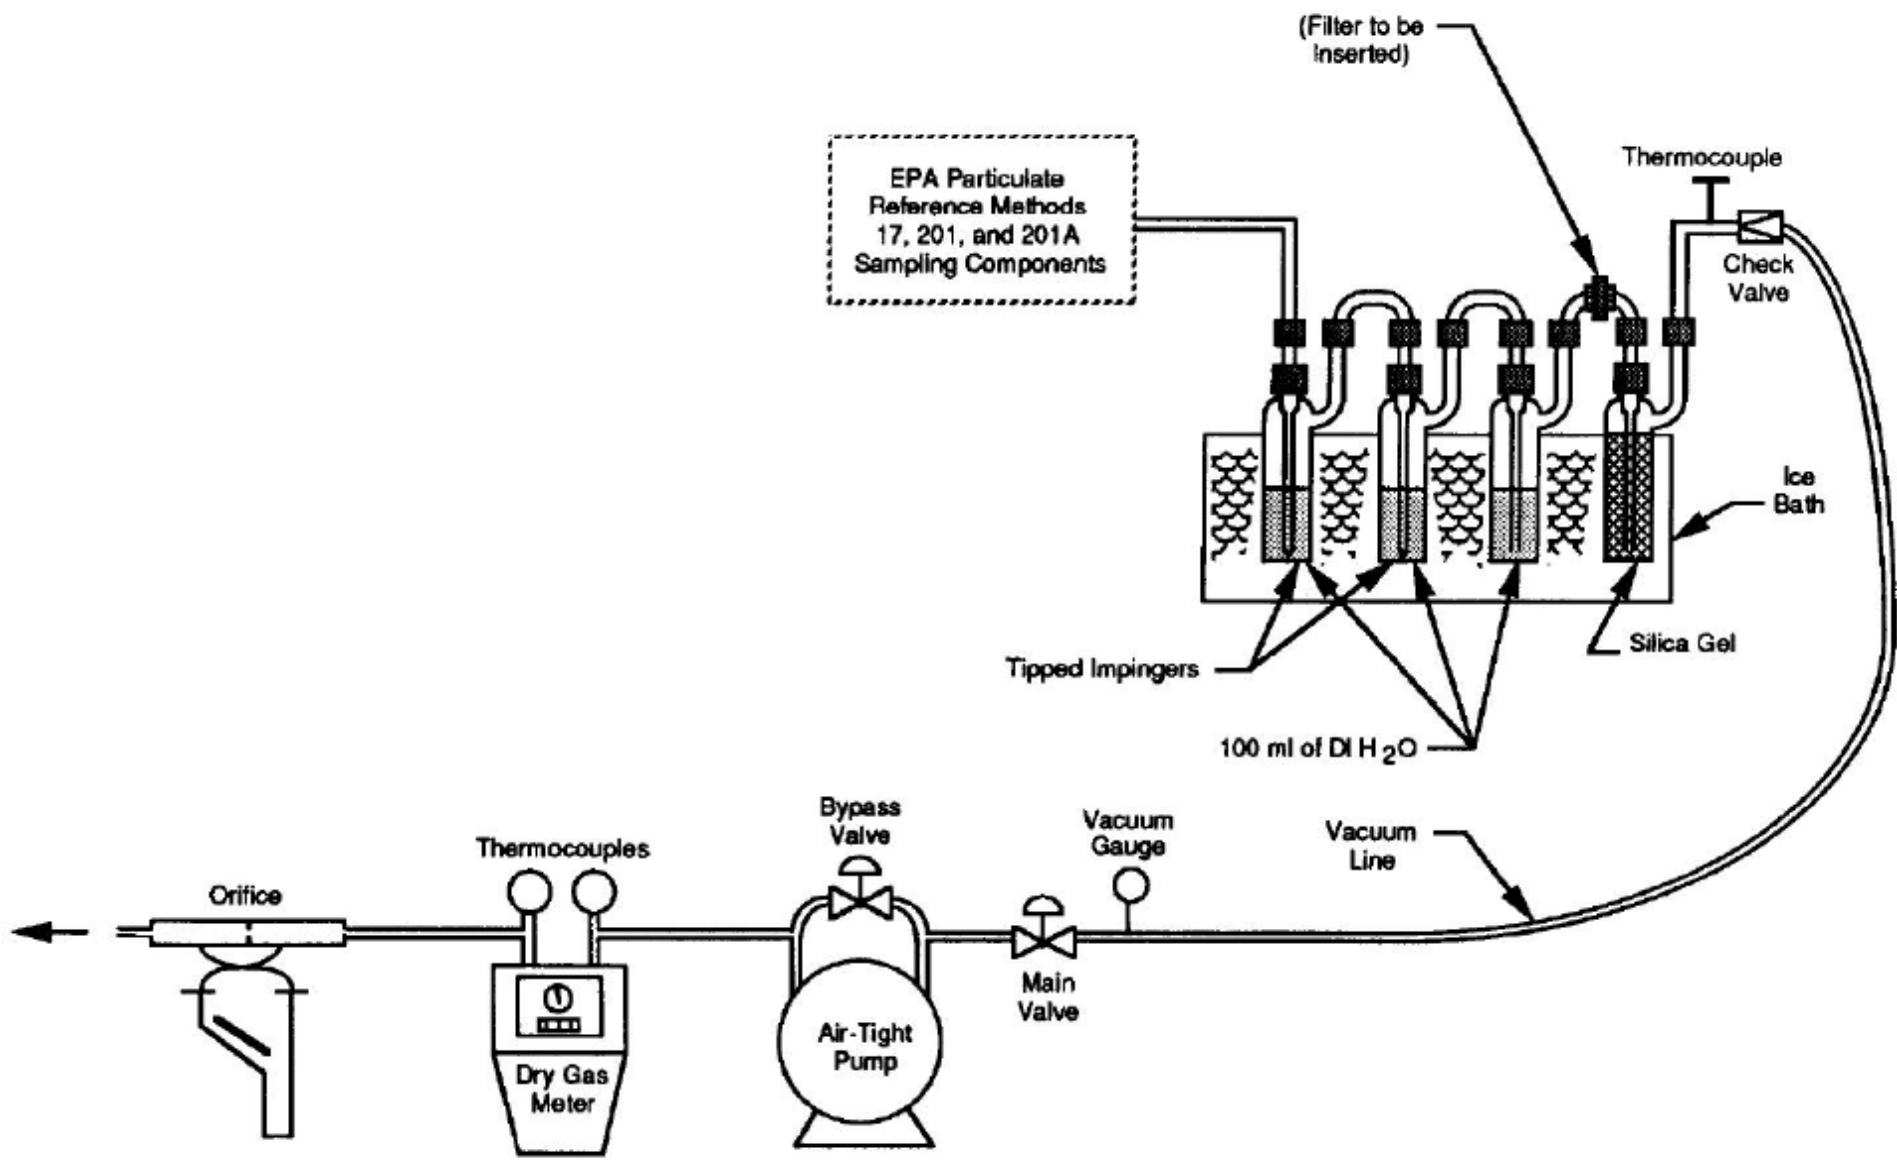 (Filter to be
Inserted)
Thermocouple
EPA Particulate
Reference Methods
17, 201, and 201A
Sampling Components
Check
Valve
Ice
Bath
Silica Gel
Tipped Impingers
100 ml of DI H2O
Bypass
Valve
Vacuum
Gauge
Vacuum
Line
Thermocouples
Orifice
Main
Valve
Air-Tight
Pump
Dry Gas
Meter